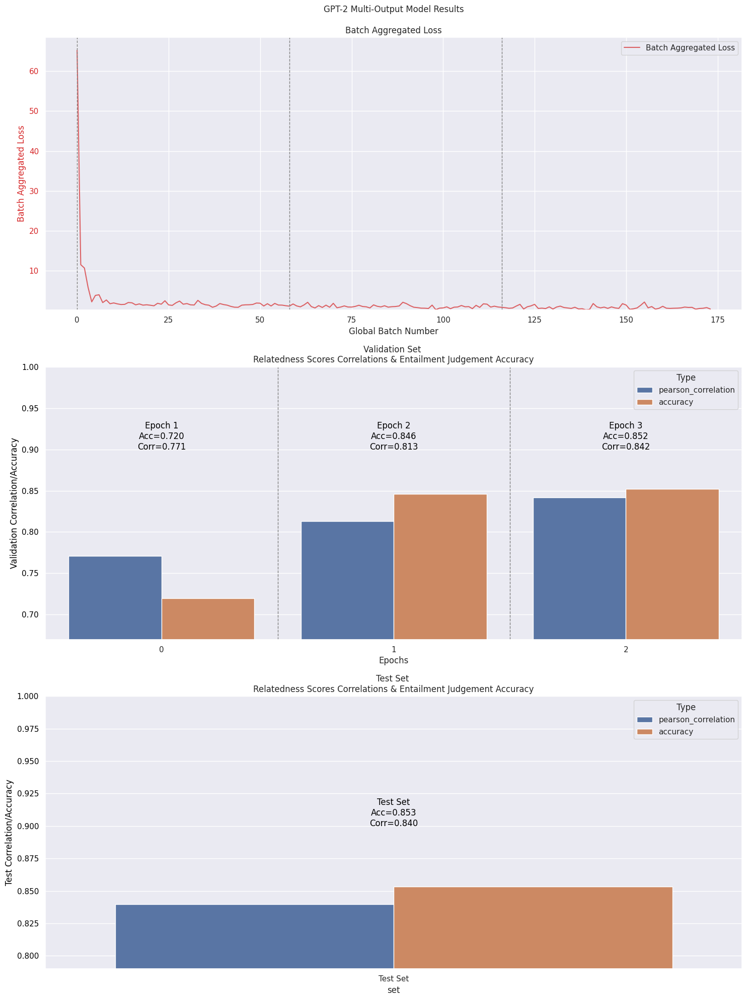 GPT-2 Multi-Output Model Results
Batch Aggregated Loss
Batch Aggregated Loss
60
50
40
30
20
10
Batch Aggregated Loss
0
25
50
75
100
125
150
175
Global Batch Number
Validation Set
Relatedness Scores Correlations & Entailment Judgement Accuracy
Type
pearson_correlation
accuracy
1.00
0.95
0.90
0.85
0.80
0.75
0.70
Validation Correlation/Accuracy
Epoch 1
Acc=0.720
Corr=0.771
Epoch 2
Acc=0.846
Corr=0.813
Epoch 3
Acc=0.852
Corr=0.842
0
1
2
Epochs
Test Set
Relatedness Scores Correlations & Entailment Judgement Accuracy
Type
pearson_correlation
accuracy
1.000
0.975
0.950
0.925
0.900
0.875
0.850
0.825
0.800
Test Correlation/Accuracy
Test Set
Acc=0.853
Corr=0.840
Test Set
set